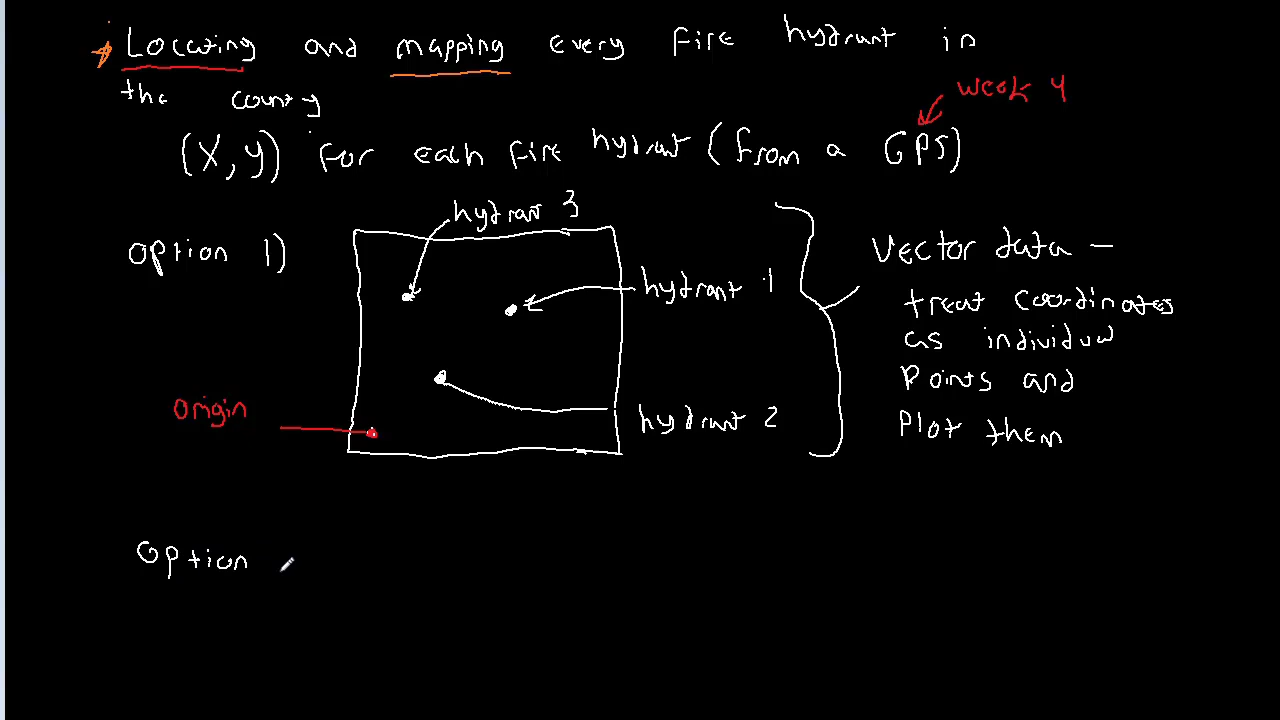 Locating and mapping every fire hydrant in
the county
week 4
(X, Y) for each fire hydrant (from a GPS)
hydrant 3
option 1)
hydrant 1
origin
hydrant 2
Vector data -
treat coordinates
as individual
points and
plot them
option